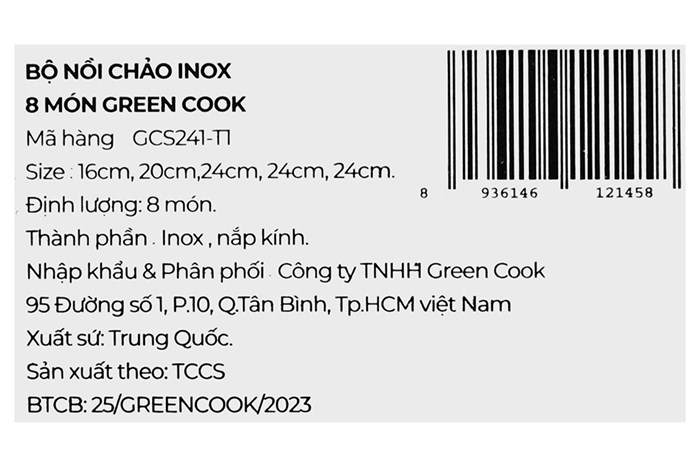 BỘ NỒI CHẢO INOX
8 MÓN GREEN COOK
Mã hàng GCS241-T1
Size : 16cm, 20cm,24cm, 24cm, 24cm.
Định lượng: 8 món.
Thành phần . Inox , nắp kính.
Nhập khẩu & Phân phối . Công ty TNHH1 Green Cook
95 Đường số 1, P.10, Q.Tân Bình, Tp.HCM việt Nam
Xuất sứ: Trung Quốc.
Sản xuất theo: TCCS
BTCB: 25/GREENCOOK/2023
8 936146 121458